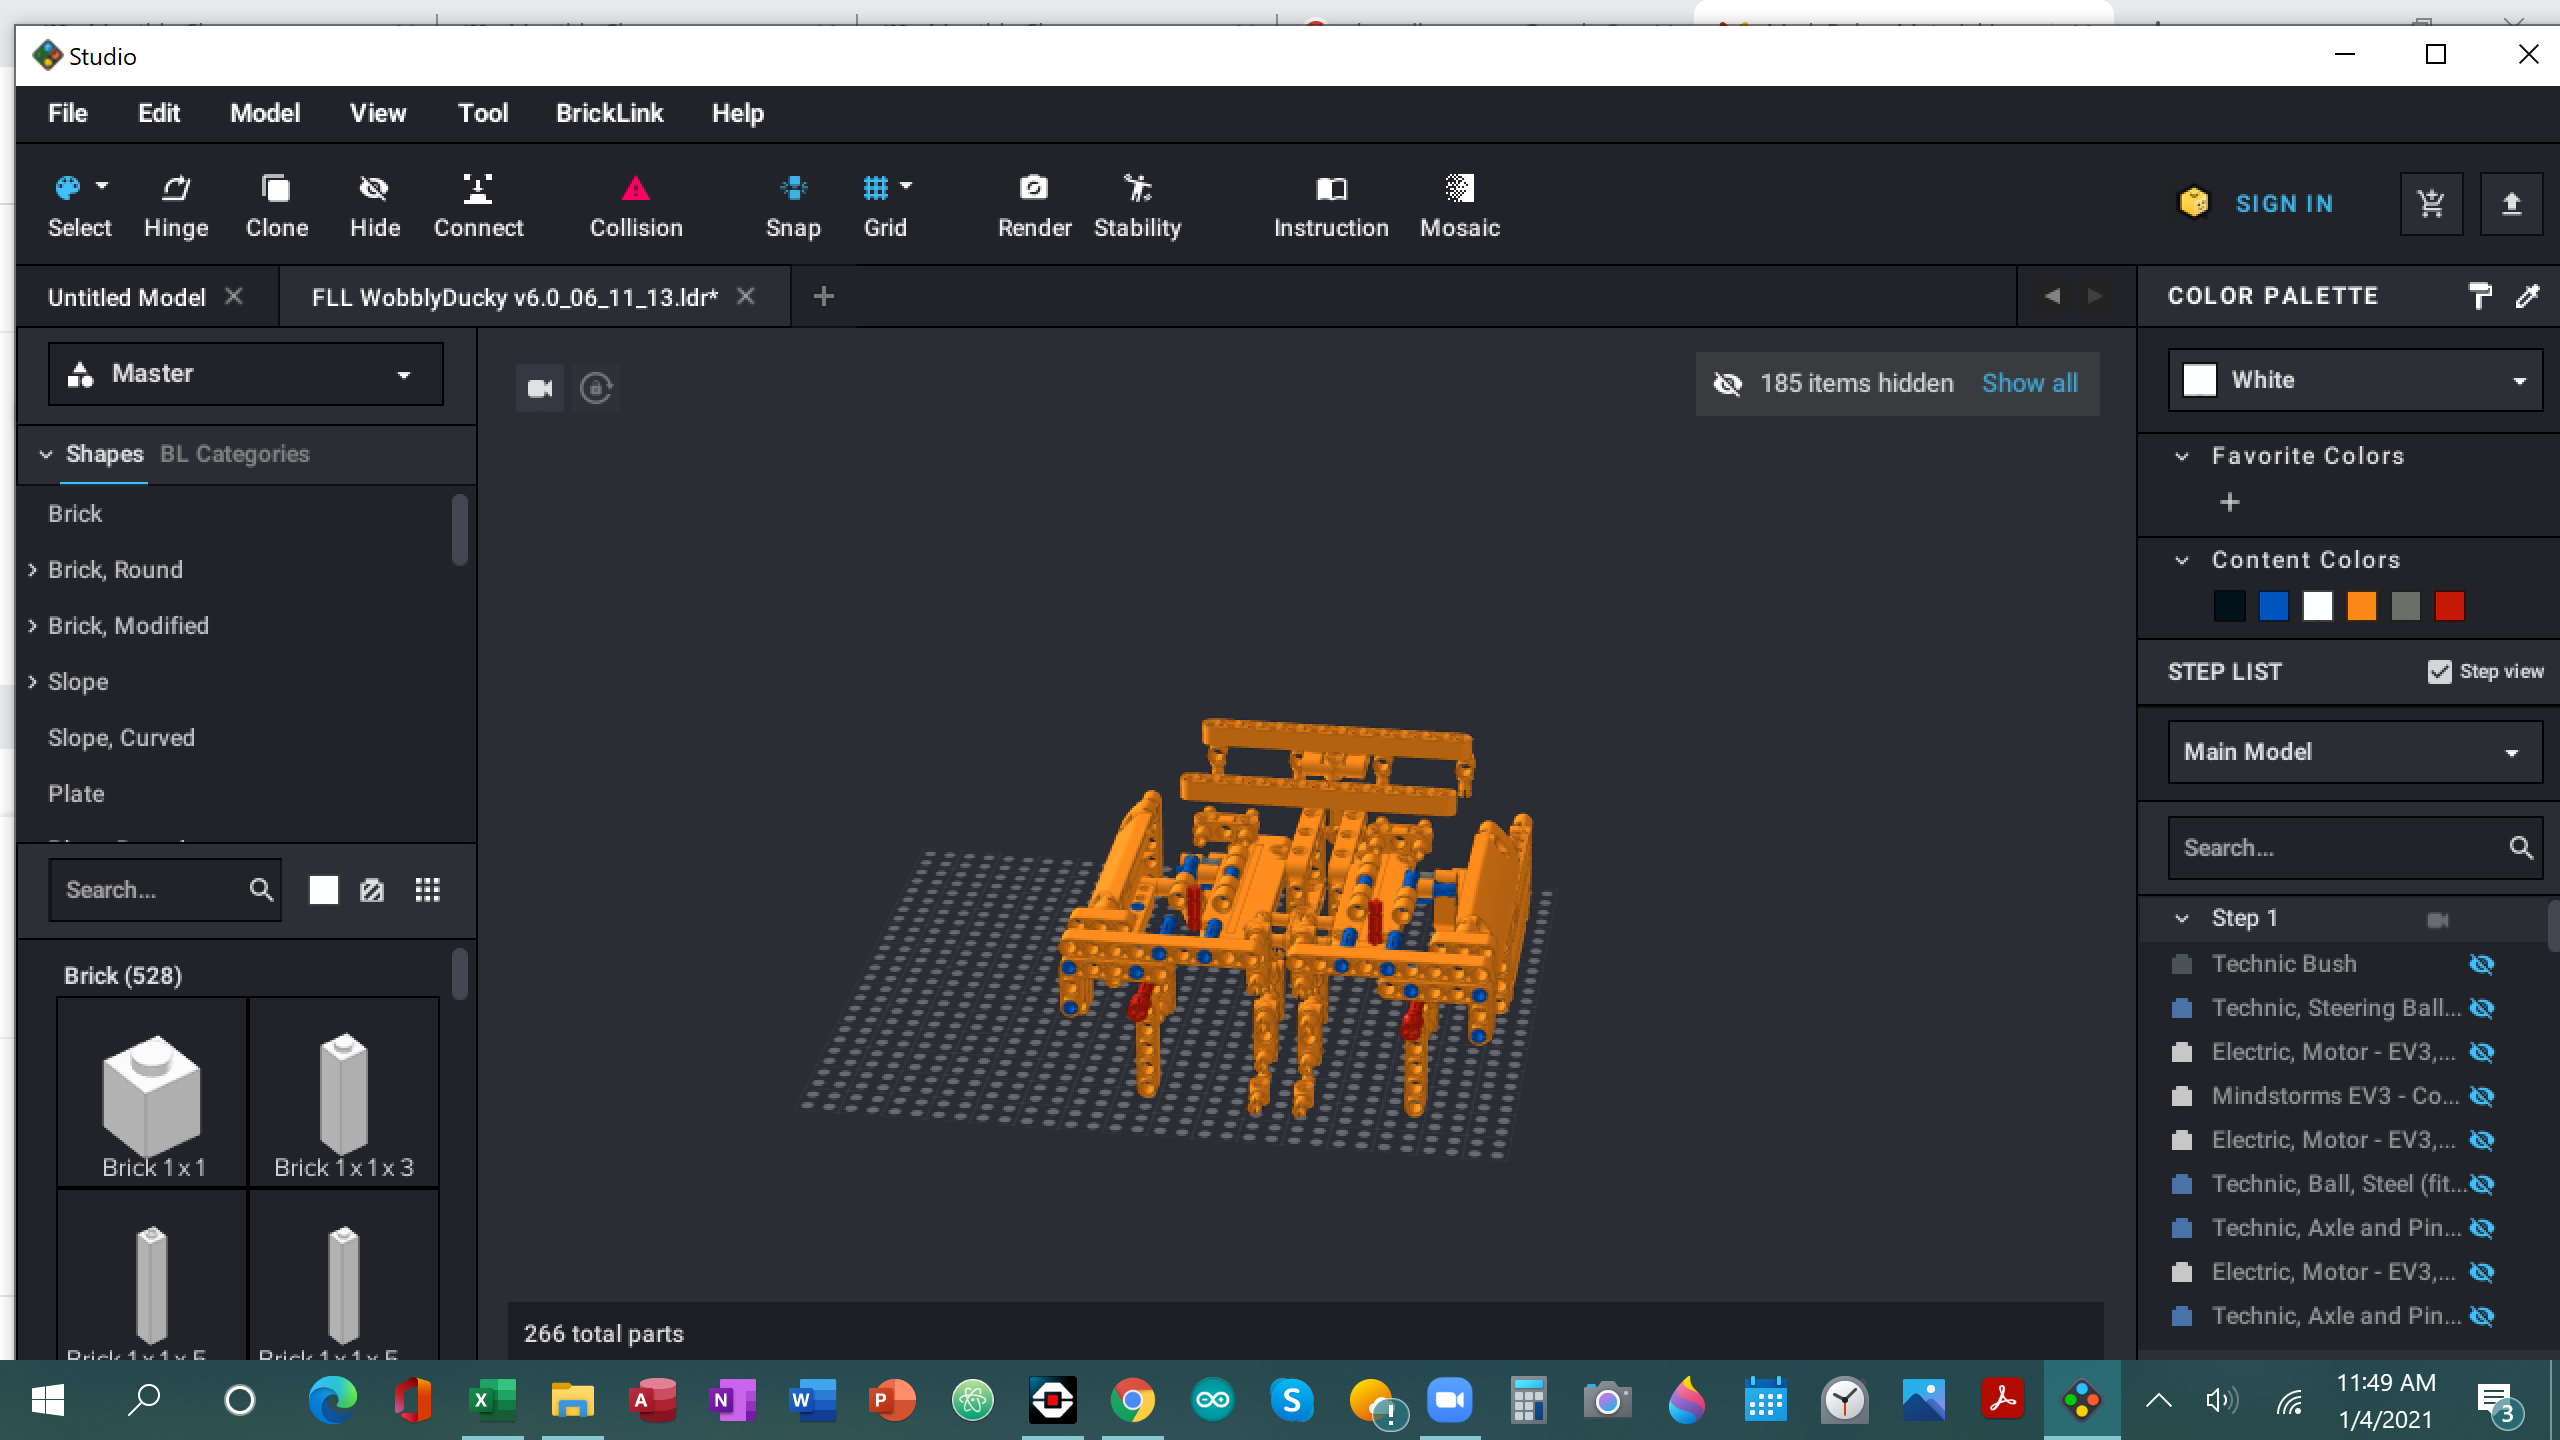 Studio
File Edit Model View Tool BrickLink Help
Select Hinge Clone Hide Connect Collision Snap Grid Render Stability Instruction Mosaic SIGN IN
Untitled Model FLL WobblyDucky v6.0_06_11_13.ldr* COLOR PALETTE
Master
185 items hidden Show all
White
Shapes BL Categories
Favorite Colors
Brick
Brick, Round
Content Colors
Brick, Modified
Slope
STEP LIST Step view
Slope, Curved
Main Model
Plate
Search...
Search...
Step 1
Brick (528)
Technic Bush
Technic, Steering Ball...
Electric, Motor - EV3,...
Mindstorms EV3 - Co...
Electric, Motor - EV3,...
Brick 1 x 1 Brick 1 x 1 x 3
Technic, Ball, Steel (fit...
Technic, Axle and Pin...
Electric, Motor - EV3,...
Technic, Axle and Pin...
266 total parts
Brick 1 x 1 x 5
11:49 AM
1/4/2021
3